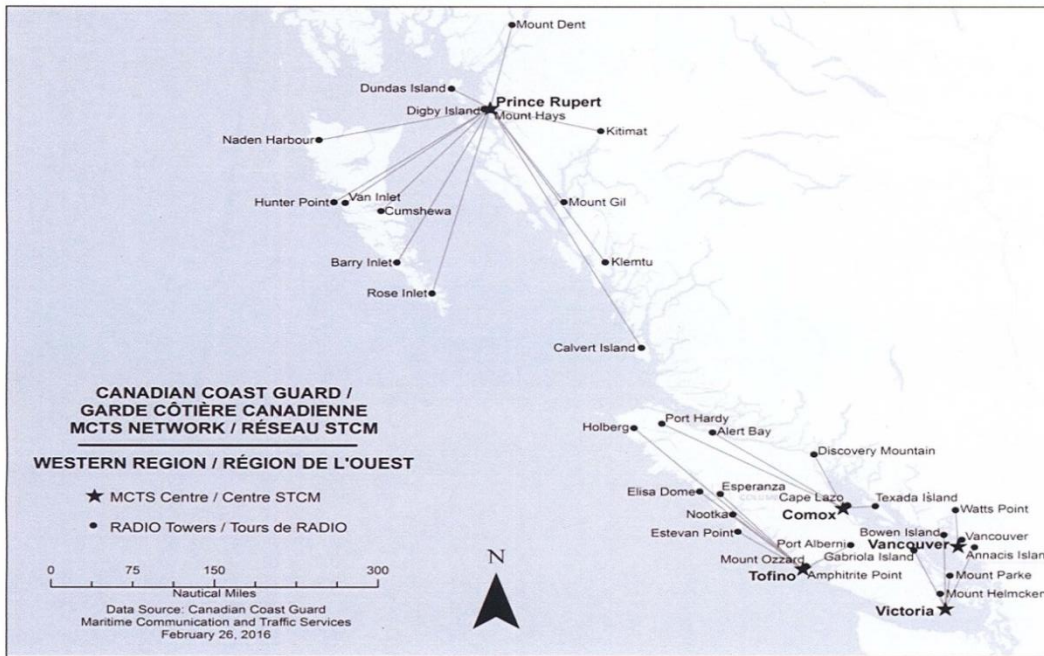 Mount Dent
Dundas Island
Prince Rupert
Digby Island
Mount Hays
Kitimat
Naden Harbour
Van Inlet
Hunter Point
Mount Gil
Cumshewa
Barry Inlet
Klemtu
Rose Inlet
Calvert Island
CANADIAN COAST GUARD /
GARDE CÔTIÈRE CANADIENNE
MCTS NETWORK / RÉSEAU STCM
WESTERN REGION / RÉGION DE L'OUEST
MCTS Centre / Centre STCM
RADIO Towers / Tours de RADIO
0 75 150 225 300
Nautical Miles
Data Source: Canadian Coast Guard
Maritime Communication and Traffic Services
February 26, 2016
N
Port Hardy
Holberg
Alert Bay
Discovery Mountain
Elisa Dome
Esperanza
Cape Lazo
Texada Island
Nootka
Comox
Watts Point
Estevan Point
Bowen Island
Port Alberni
Vancouver
Vancouver
Gabriola Island
Annacis Islan
Mount Ozzard
Tofino
Amphitrite Point
Mount Parke
Mount Helmcken
Victoria